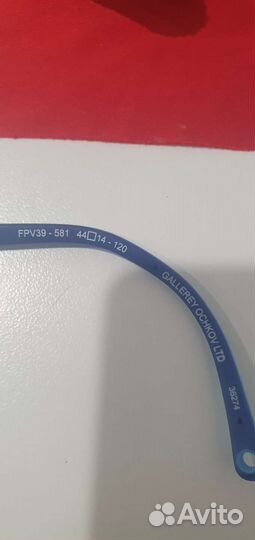 FPV39 - 581 44□14 - 120
GALLEREY OCHKOV LTD
36274
Avito